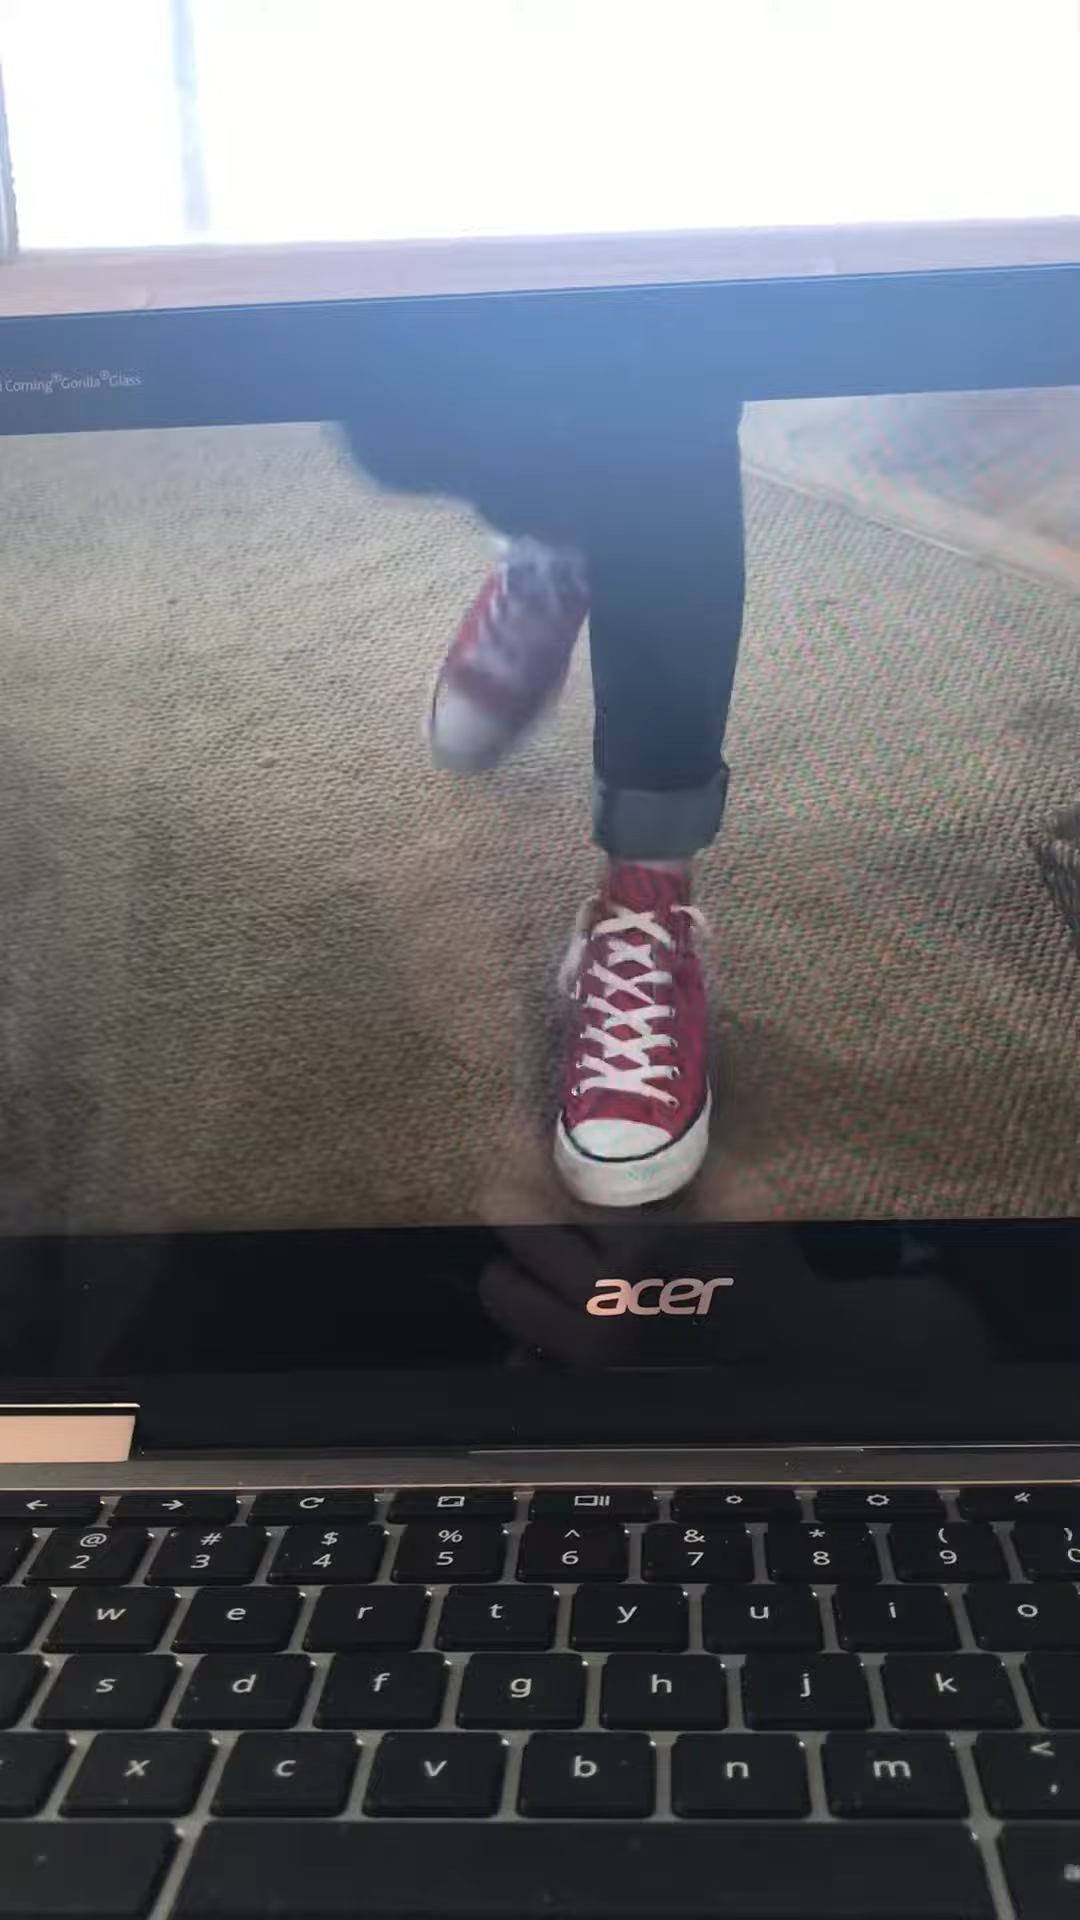 Corning®Gorilla®Glass
acer
@ # $ % ^ & * ( )
2 3 4 5 6 7 8 9
w e r t y u i o
s d f g h j k
x c v b n m <
,